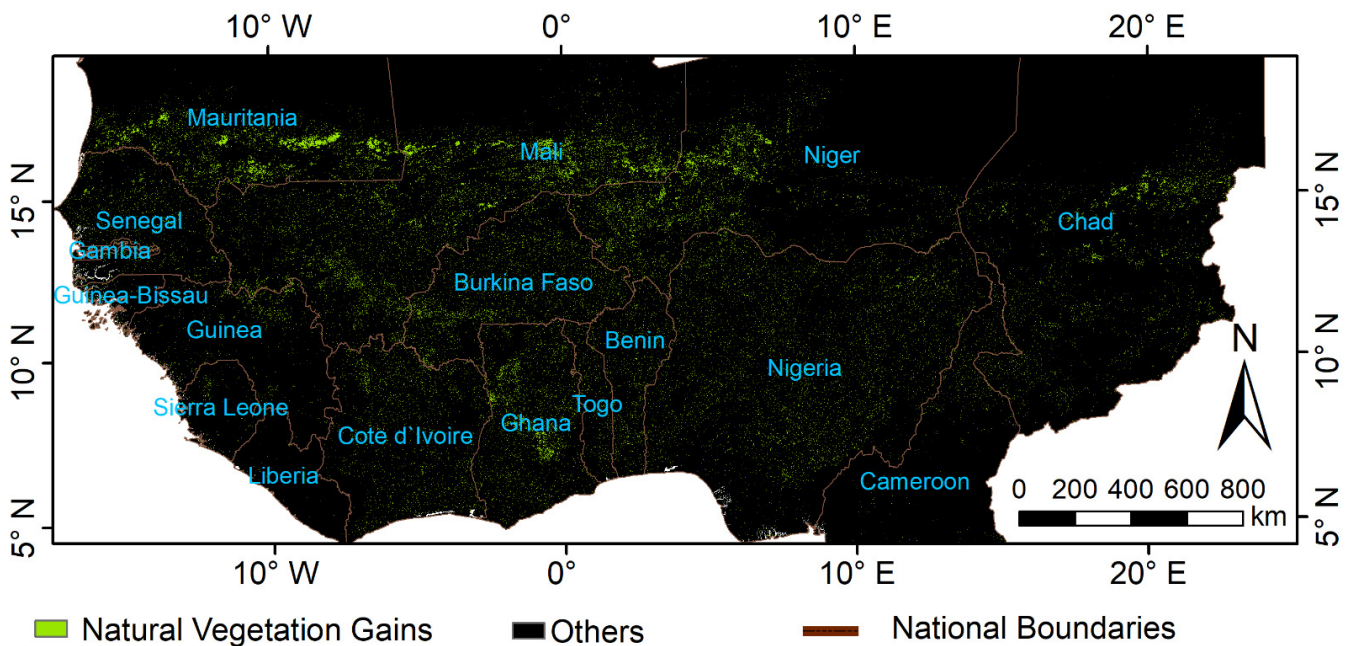 10° W 0° 10° E 20° E
Mauritania
Mali
Niger
15° N
15° N
Senegal
Chad
Gambia
Burkina Faso
Guinea-Bissau
Guinea
Benin
N
10° N
10° N
Nigeria
Sierra Leone
Togo
Ghana
Cote d`Ivoire
Liberia
Cameroon
0 200 400 600 800
km
5° N
5° N
10° W 0° 10° E 20° E
Natural Vegetation Gains Others National Boundaries